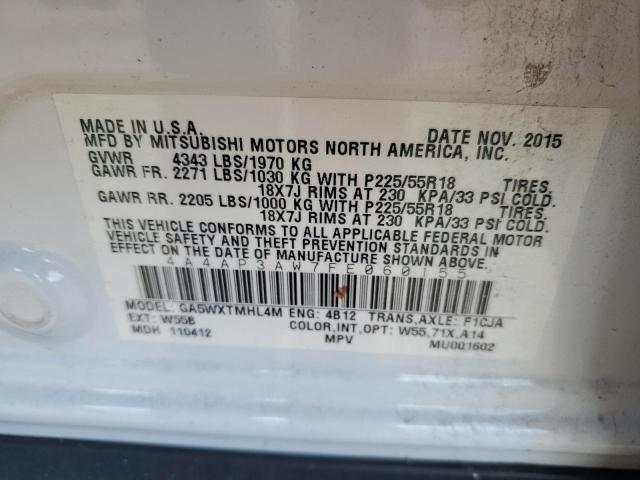 MADE IN U.S.A. DATE NOV. 2015
MFD BY MITSUBISHI MOTORS NORTH AMERICA, INC.
GVWR 4343 LBS/1970 KG
GAWR FR. 2271 LBS/1030 KG WITH P225/55R18 TIRES,
18X7J RIMS AT 230 KPA/33 PSI COLD.
GAWR RR. 2205 LBS/1000 KG WITH P225/55R18 TIRES,
18X7J RIMS AT 230 KPA/33 PSI COLD.
THIS VEHICLE CONFORMS TO ALL APPLICABLE FEDERAL MOTOR
VEHICLE SAFETY AND THEFT PREVENTION STANDARDS IN
EFFECT ON THE DATE OF MANUFACTURE SHOWN ABOVE.
4A4AP3AW7FE060155
MODEL: GA5WXTMHL4M ENG: 4B12 TRANS,AXLE: F1CJA
EXT: W55B COLOR,INT,OPT: W55,71X,A14
MDH 110412 MPV MU001602